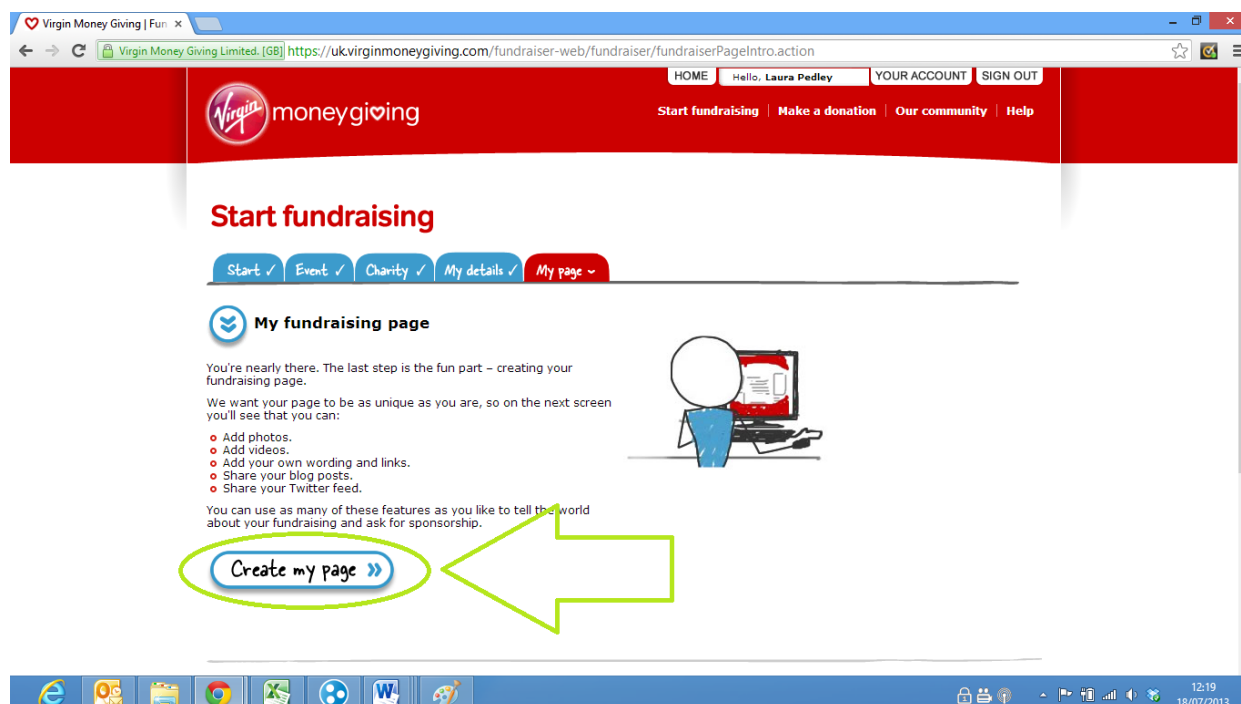 Virgin Money Giving | Fun
Virgin Money Giving Limited. [GB] https://uk.virginmoneygiving.com/fundraiser-web/fundraiser/fundraiserPageIntro.action
HOME Hello, Laura Pedley YOUR ACCOUNT SIGN OUT
Virgin moneygiving
Start fundraising | Make a donation | Our community | Help
Start fundraising
Start ✓ Event ✓ Charity ✓ My details ✓ My page
My fundraising page
You're nearly there. The last step is the fun part – creating your
fundraising page.
We want your page to be as unique as you are, so on the next screen
you'll see that you can:
Add photos.
Add videos.
Add your own wording and links.
Share your blog posts.
Share your Twitter feed.
You can use as many of these features as you like to tell the world
about your fundraising and ask for sponsorship.
Create my page »
12:19
18/07/2013